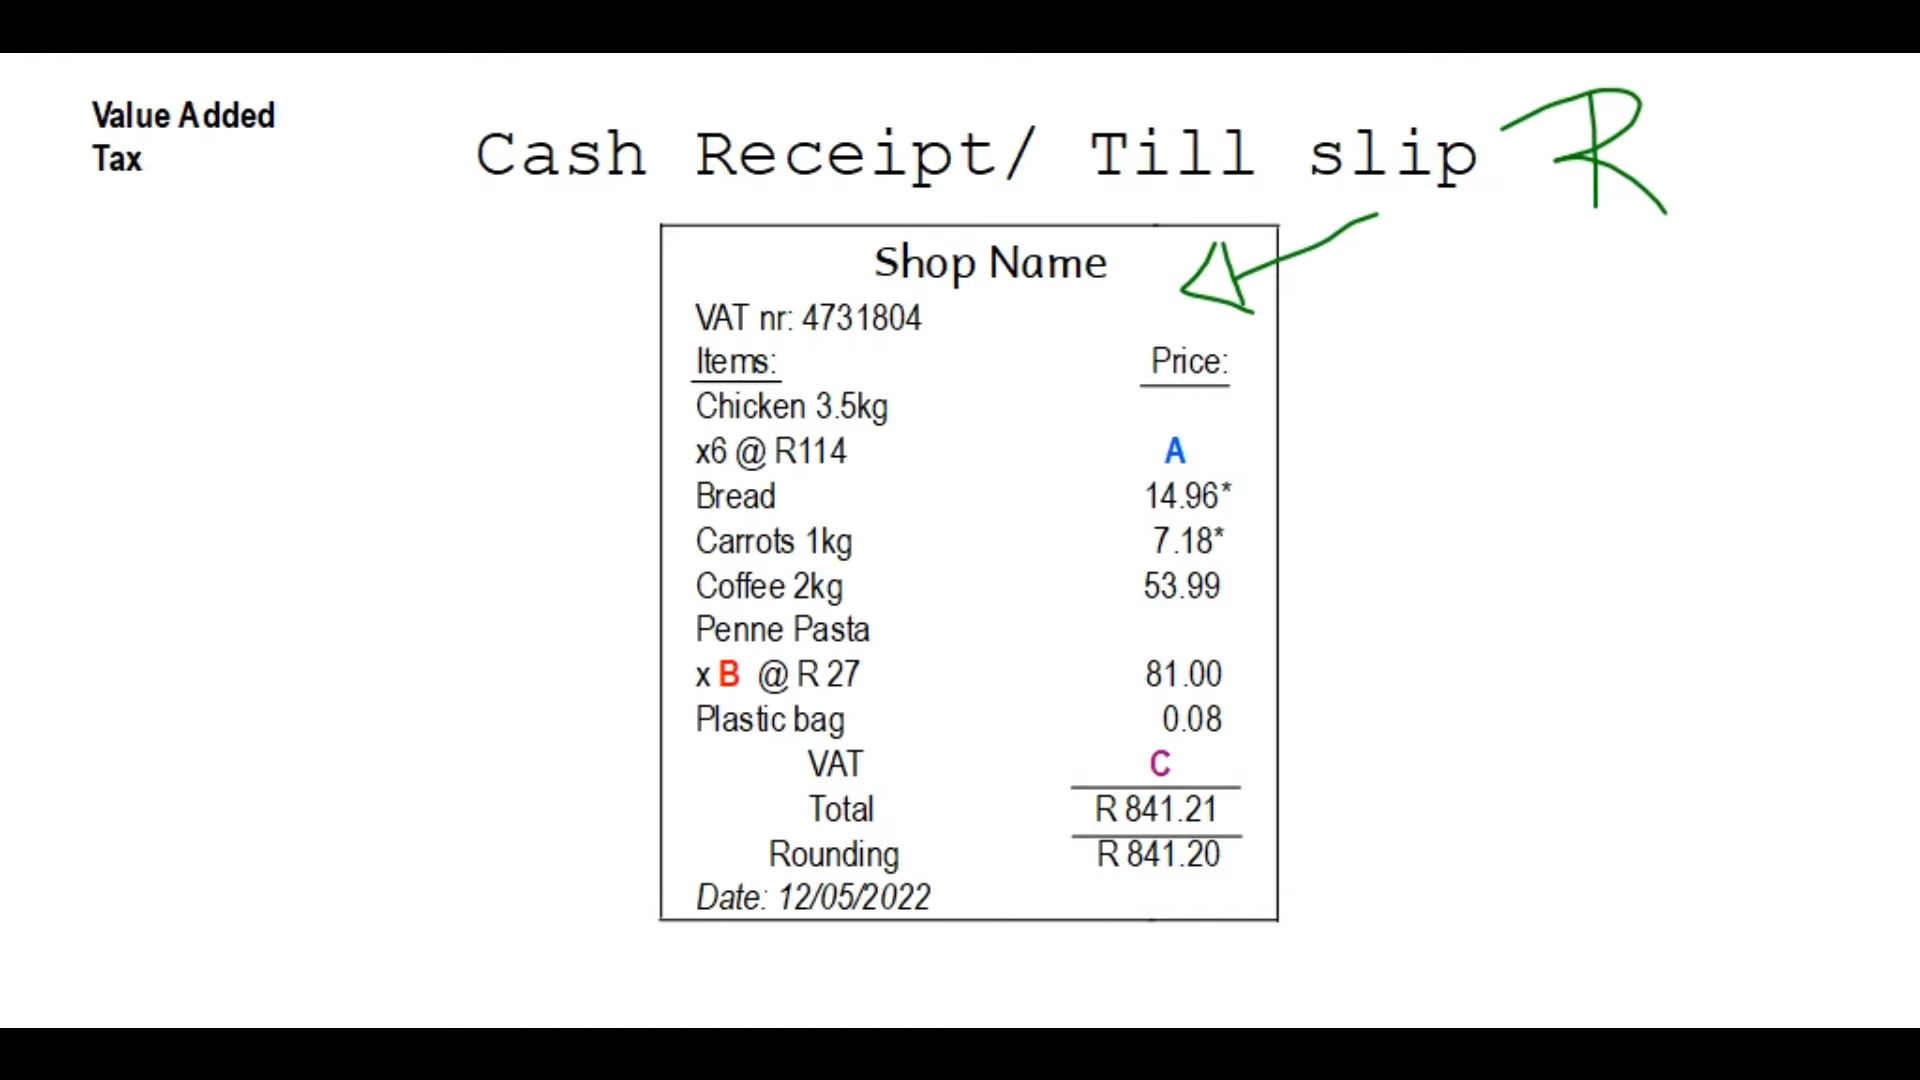 Value Added
Tax
Cash Receipt/ Till slip R
Shop Name
VAT nr: 4731804
Items: Price:
Chicken 3.5kg
x6 @ R114 A
Bread 14.96*
Carrots 1kg 7.18*
Coffee 2kg 53.99
Penne Pasta
x B @ R 27 81.00
Plastic bag 0.08
VAT C
Total R 841.21
Rounding R 841.20
Date: 12/05/2022